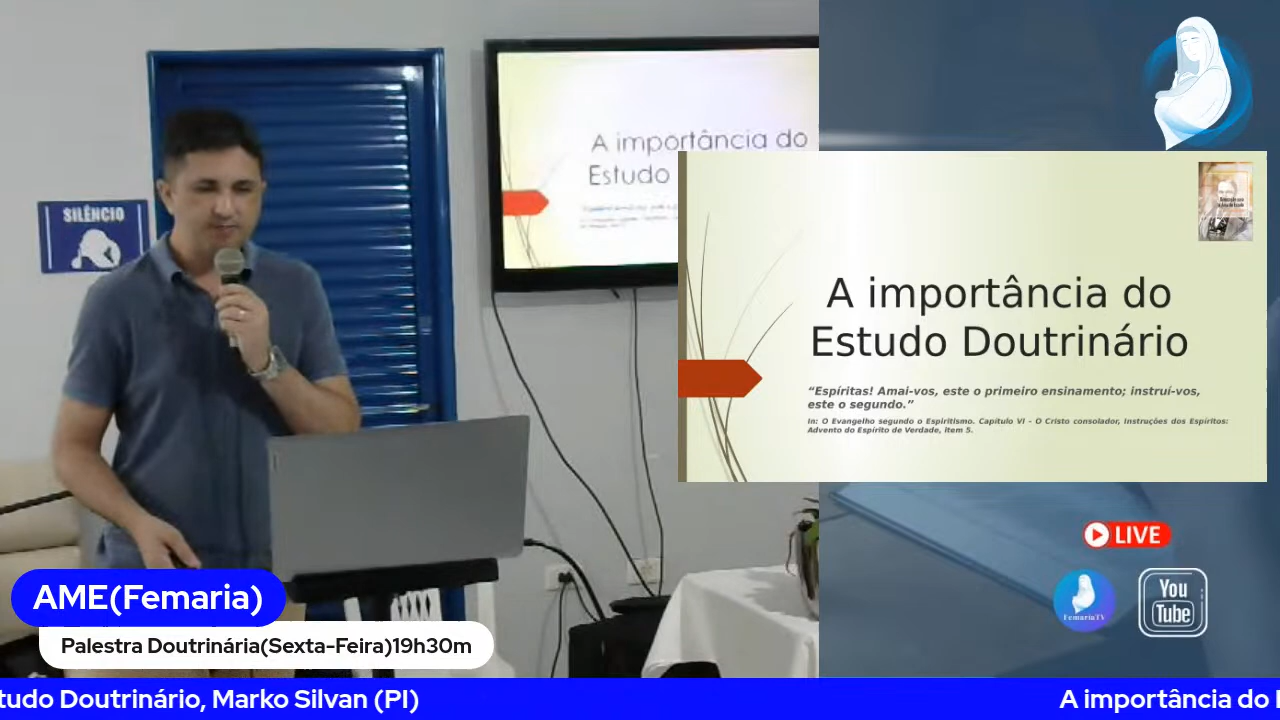 SILÊNCIO
A importância do
Estudo
A importância do
Estudo Doutrinário
“Espíritas! Amai-vos, este o primeiro ensinamento; instruí-vos,
este o segundo.”
In: O Evangelho segundo o Espiritismo. Capítulo VI – O Cristo consolador, Instruções dos Espíritos:
Advento do Espírito de Verdade, item 5.
LIVE
FemariaTV
You
Tube
AME(Femaria)
Palestra Doutrinária(Sexta-Feira)19h30m
tudo Doutrinário, Marko Silvan (PI)
A importância do